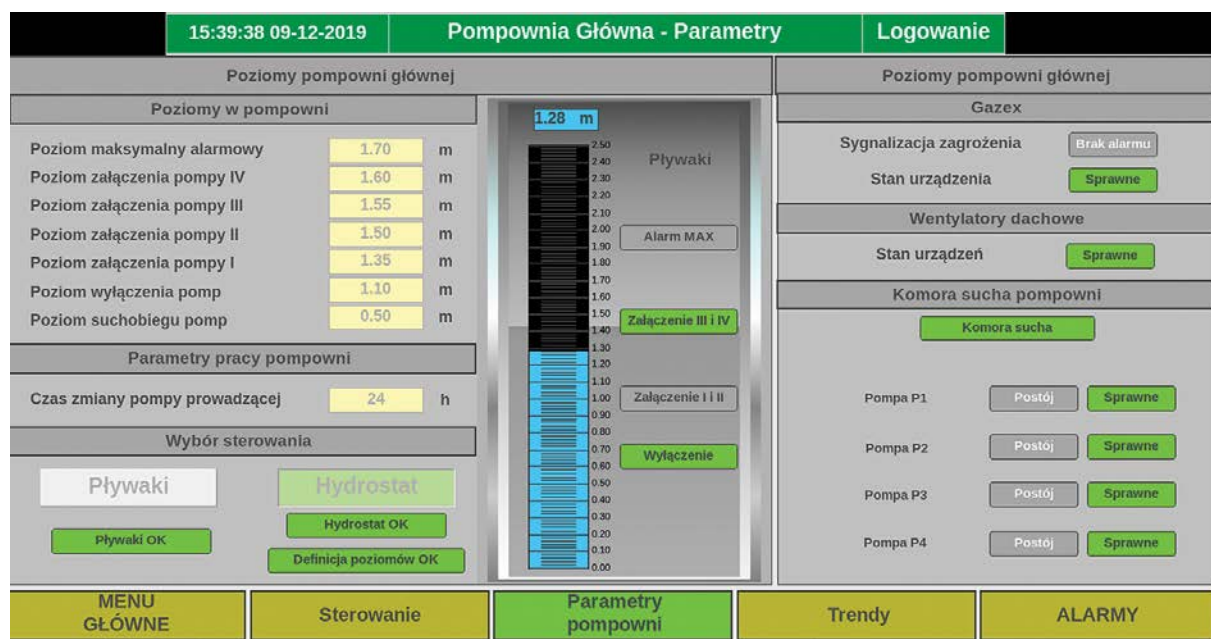 15:39:38 09-12-2019 Pompownia Główna - Parametry Logowanie
Poziomy pompowni głównej
Poziomy w pompowni
Poziom maksymalny alarmowy 1.70 m
Poziom załączenia pompy IV 1.60 m
Poziom załączenia pompy III 1.55 m
Poziom załączenia pompy II 1.50 m
Poziom załączenia pompy I 1.35 m
Poziom wyłączenia pomp 1.10 m
Poziom suchobiegu pomp 0.50 m
Parametry pracy pompowni
Czas zmiany pompy prowadzącej 24 h
Wybór sterowania
Pływaki Hydrostat
Hydrostat OK
Pływaki OK
Definicja poziomów OK
1.28 m
2.50
2.40
2.30
2.20
2.10
2.00
1.90
1.80
1.70
1.60
1.50
1.40
1.30
1.20
1.10
1.00
0.90
0.80
0.70
0.60
0.50
0.40
0.30
0.20
0.10
0.00
Pływaki
Alarm MAX
Załączenie III i IV
Załączenie I i II
Wyłączenie
Poziomy pompowni głównej
Gazex
Sygnalizacja zagrożenia Brak alarmu
Stan urządzenia Sprawne
Wentylatory dachowe
Stan urządzeń Sprawne
Komora sucha pompowni
Komora sucha
Pompa P1 Postój Sprawne
Pompa P2 Postój Sprawne
Pompa P3 Postój Sprawne
Pompa P4 Postój Sprawne
MENU
GŁÓWNE
Sterowanie
Parametry
pompowni
Trendy
ALARMY